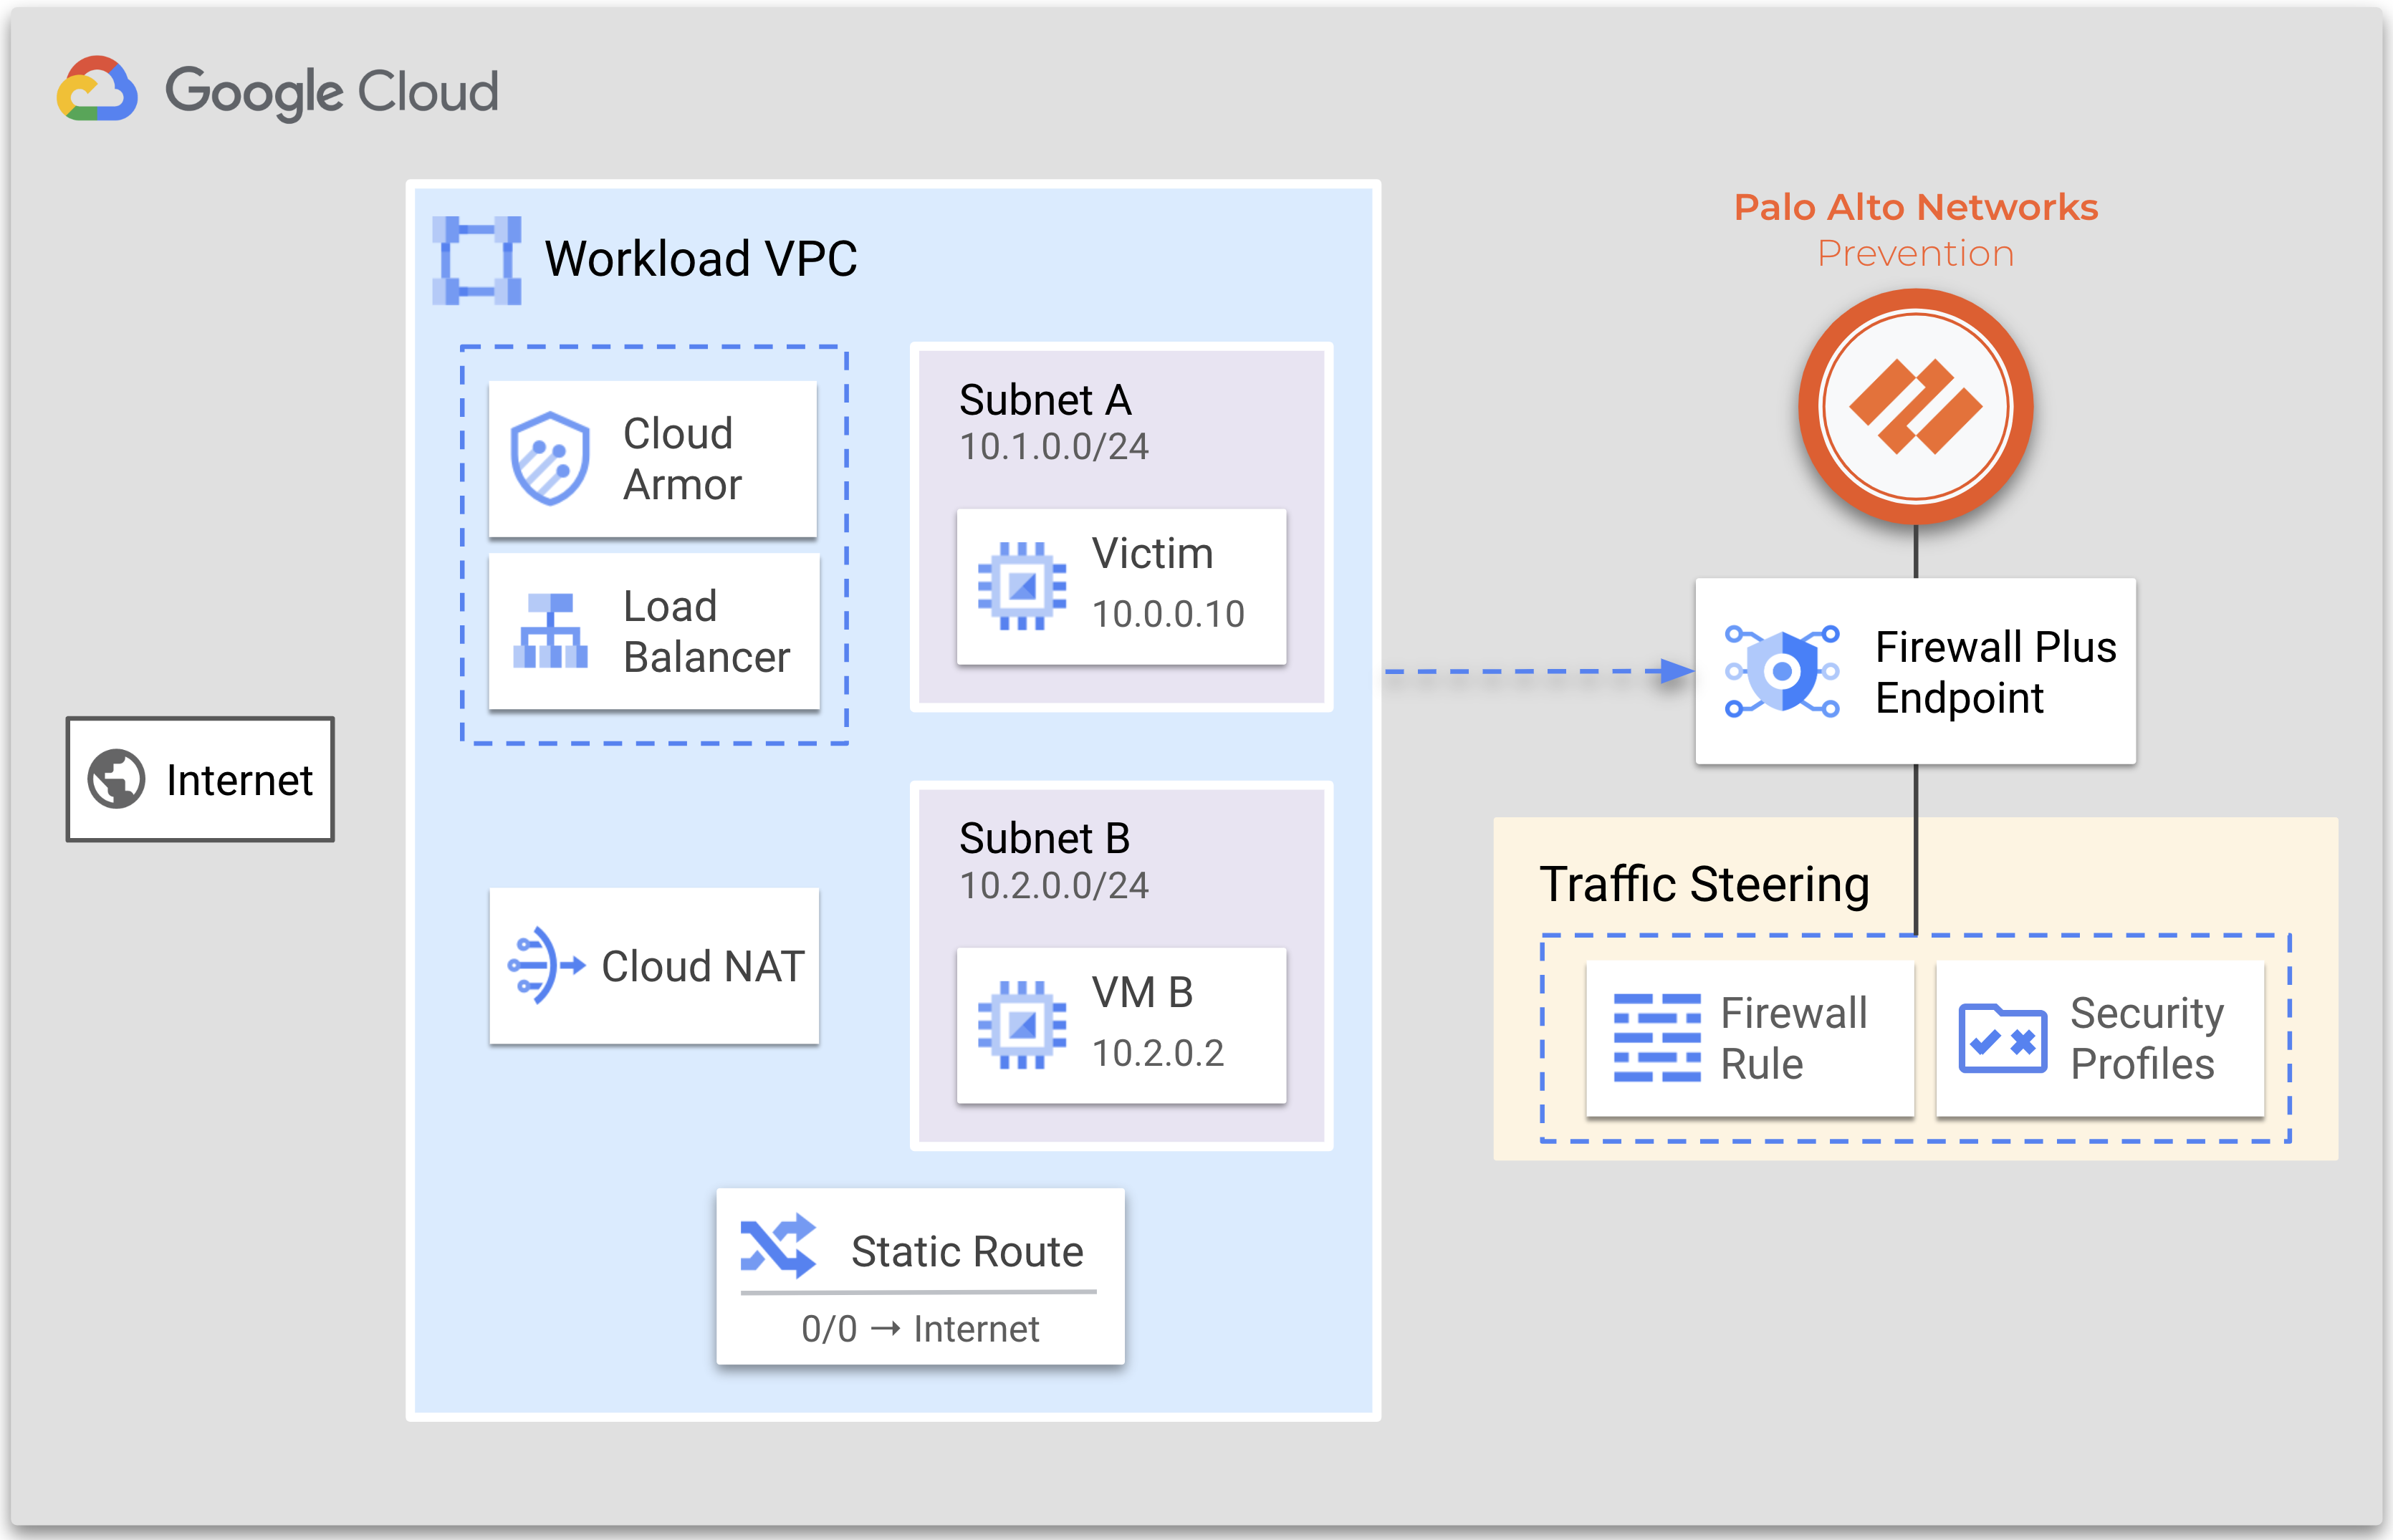 Google Cloud
Workload VPC
Cloud
Armor
Load
Balancer
Subnet A
10.1.0.0/24
Victim
10.0.0.10
Internet
Cloud NAT
Subnet B
10.2.0.0/24
VM B
10.2.0.2
Static Route
0/0 → Internet
Palo Alto Networks
Prevention
Firewall Plus
Endpoint
Traffic Steering
Firewall
Rule
Security
Profiles